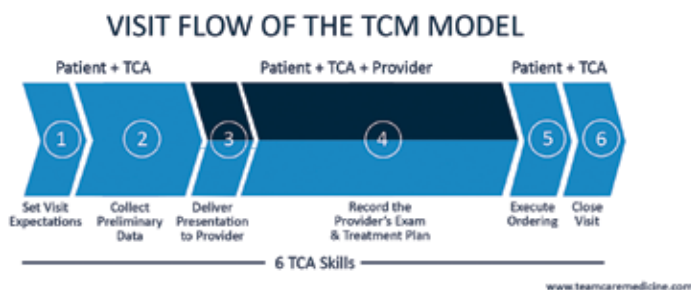 VISIT FLOW OF THE TCM MODEL
Patient + TCA
Patient + TCA + Provider
Patient + TCA
1
2
3
4
5
6
Set Visit
Expectations
Collect
Preliminary
Data
Deliver
Presentation
to Provider
Record the
Provider's Exam
& Treatment Plan
Execute
Ordering
Close
Visit
6 TCA Skills
www.teamcaremedicine.com